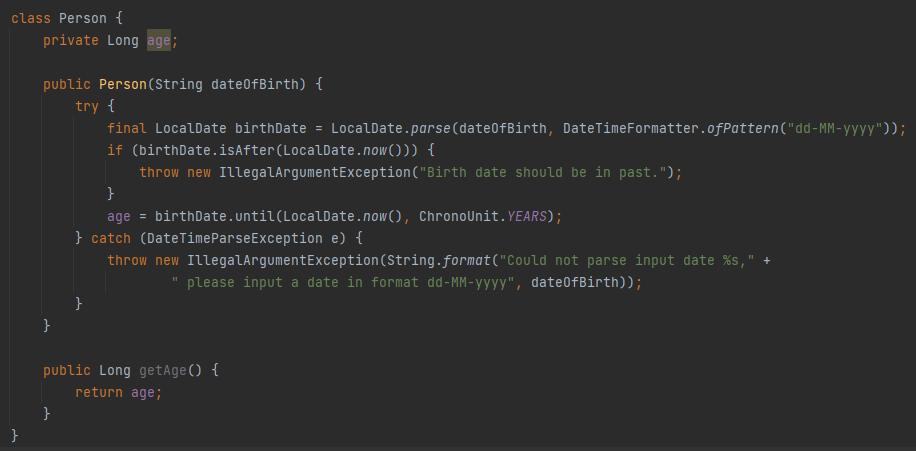 class Person {
    private Long age;

    public Person(String dateOfBirth) {
        try {
            final LocalDate birthDate = LocalDate.parse(dateOfBirth, DateTimeFormatter.ofPattern("dd-MM-yyyy"));
            if (birthDate.isAfter(LocalDate.now())) {
                throw new IllegalArgumentException("Birth date should be in past.");
            }
            age = birthDate.until(LocalDate.now(), ChronoUnit.YEARS);
        } catch (DateTimeParseException e) {
            throw new IllegalArgumentException(String.format("Could not parse input date %s," +
                    " please input a date in format dd-MM-yyyy", dateOfBirth));
        }
    }

    public Long getAge() {
        return age;
    }
}